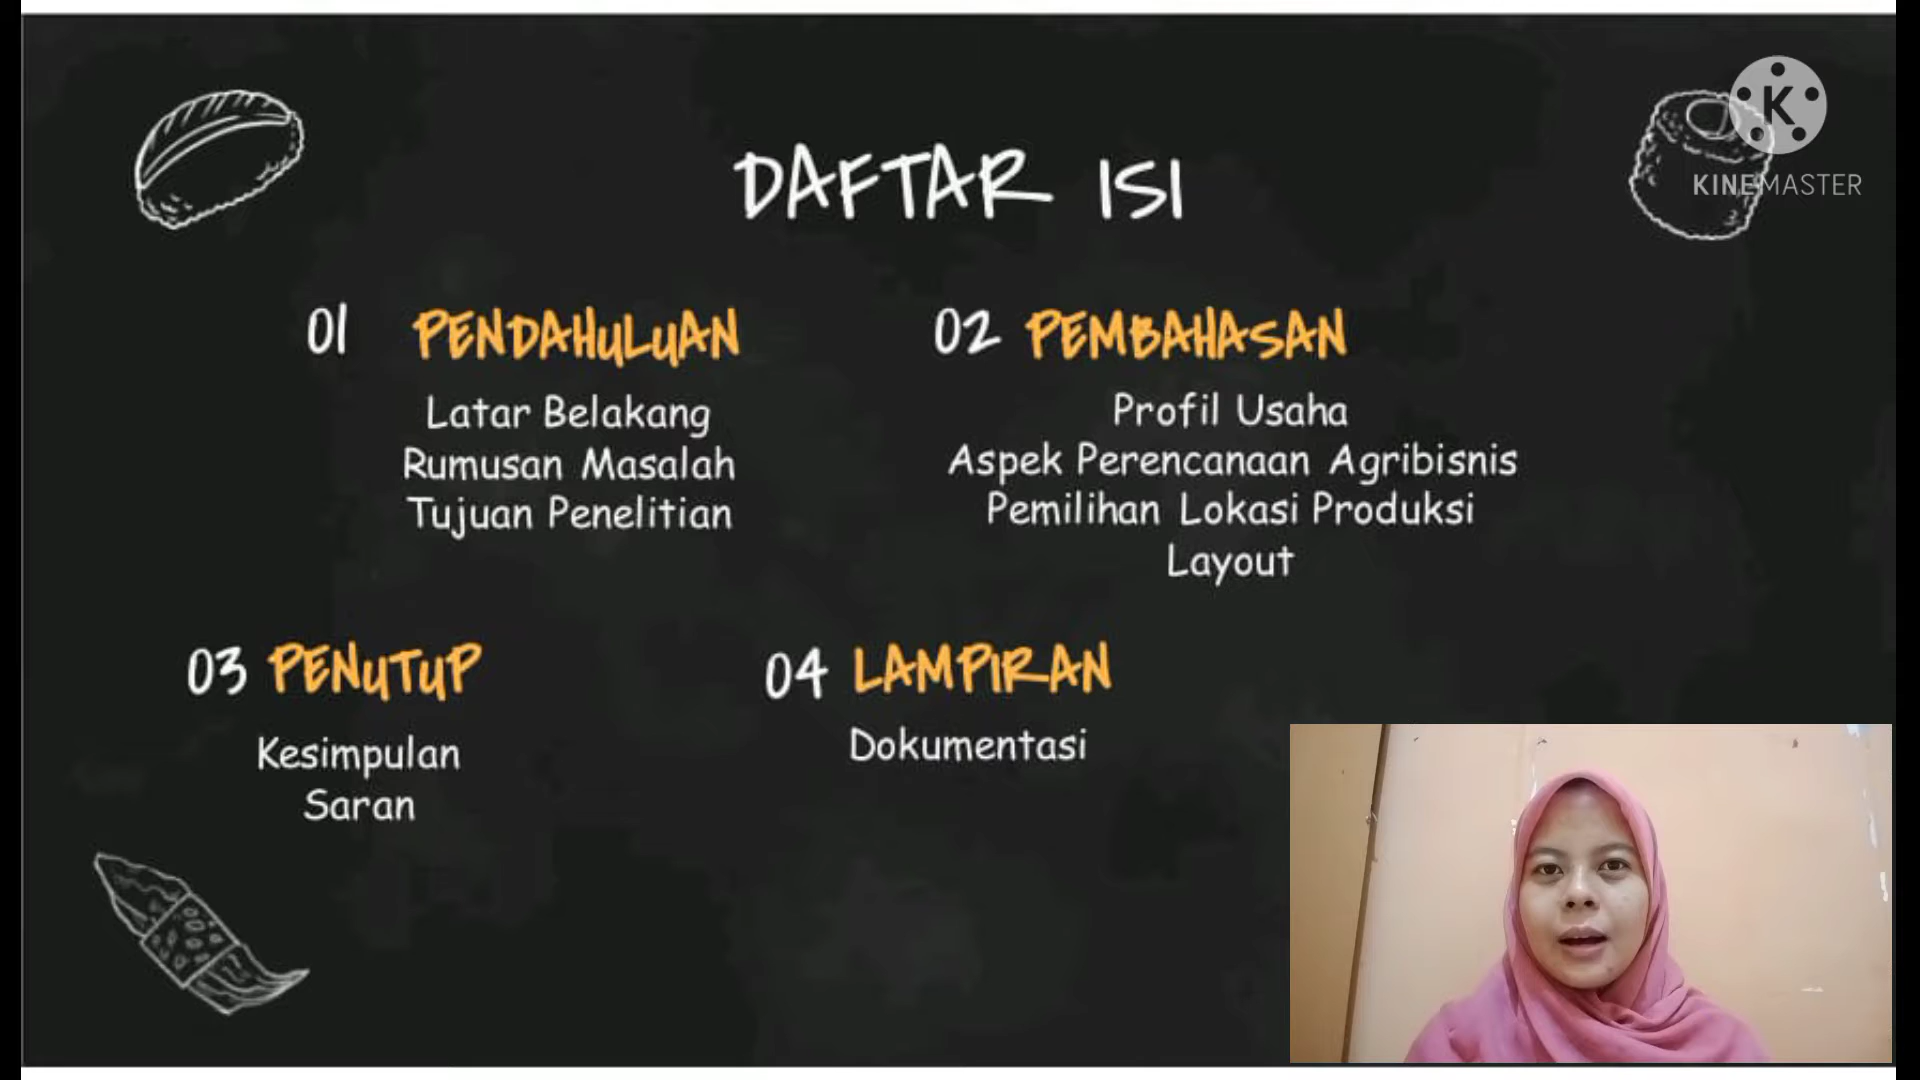 DAFTAR ISI
01 PENDAHULUAN
Latar Belakang
Rumusan Masalah
Tujuan Penelitian
02 PEMBAHASAN
Profil Usaha
Aspek Perencanaan Agribisnis
Pemilihan Lokasi Produksi
Layout
03 PENUTUP
Kesimpulan
Saran
04 LAMPIRAN
Dokumentasi
K
KINEMASTER